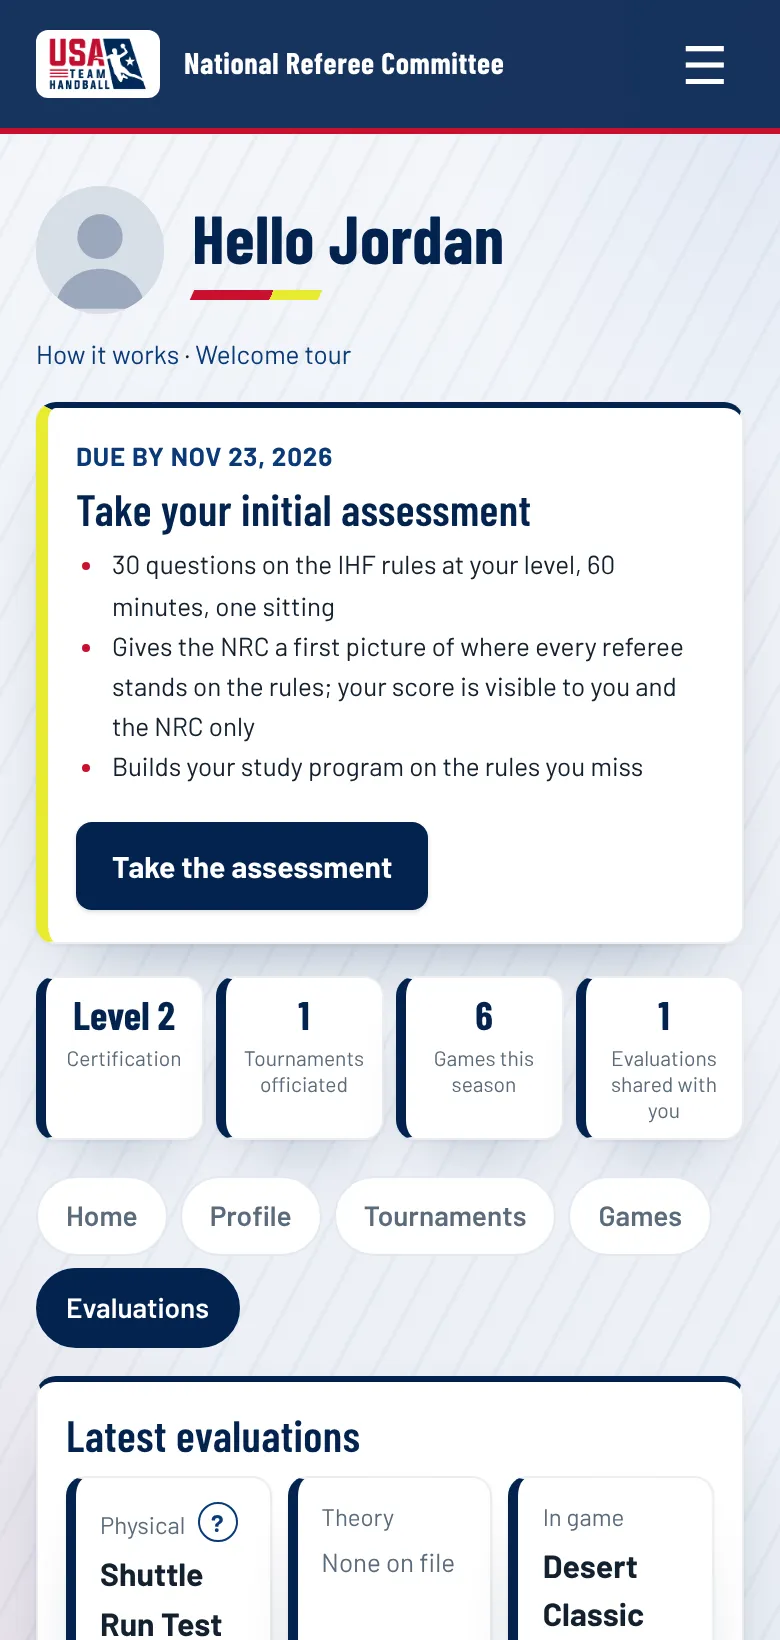 USA
TEAM
HANDBALL
National Referee Committee
Hello Jordan
How it works · Welcome tour
DUE BY NOV 23, 2026
Take your initial assessment
• 30 questions on the IHF rules at your level, 60
minutes, one sitting
• Gives the NRC a first picture of where every referee
stands on the rules; your score is visible to you and
the NRC only
• Builds your study program on the rules you miss
Take the assessment
Level 2
Certification
1
Tournaments
officiated
6
Games this
season
1
Evaluations
shared with
you
Home
Profile
Tournaments
Games
Evaluations
Latest evaluations
Physical ?
Shuttle
Run Test
Theory
None on file
In game
Desert
Classic